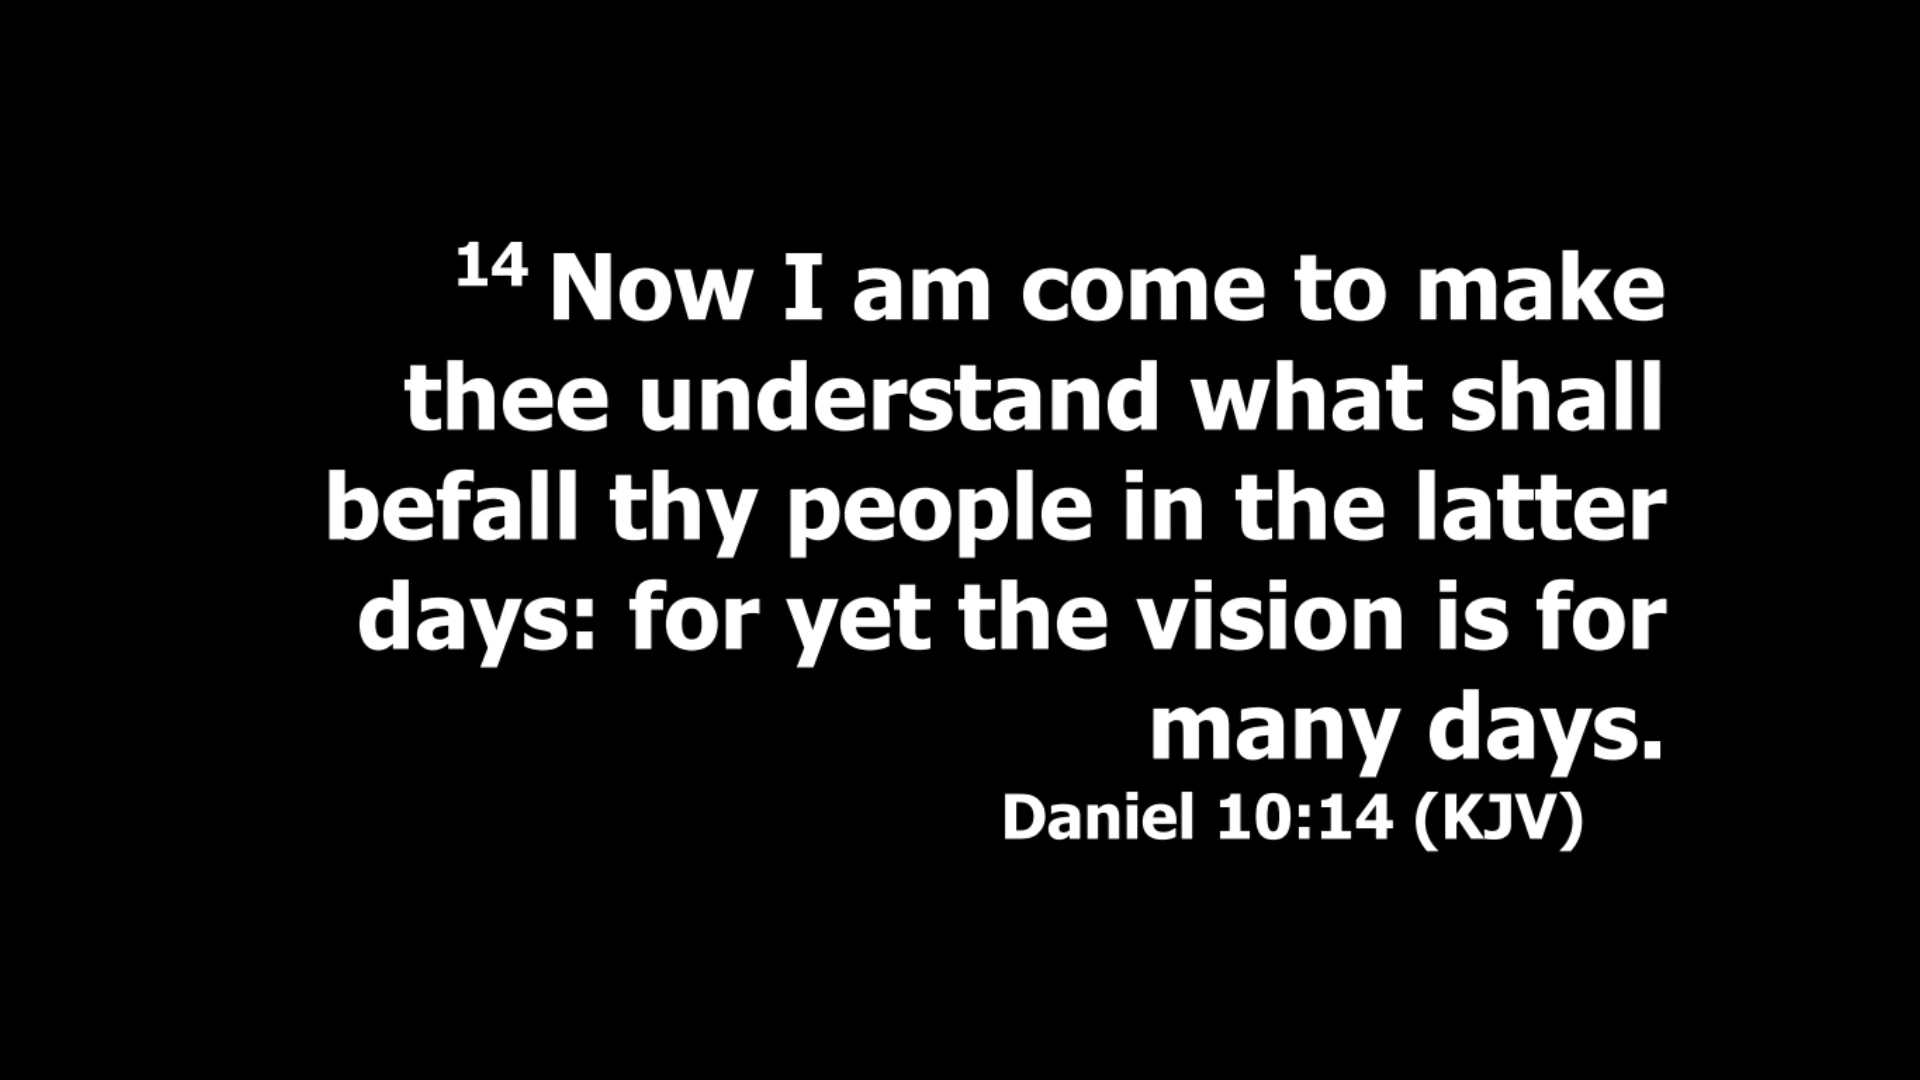 14 Now I am come to make
thee understand what shall
befall thy people in the latter
days: for yet the vision is for
many days.
Daniel 10:14 (KJV)